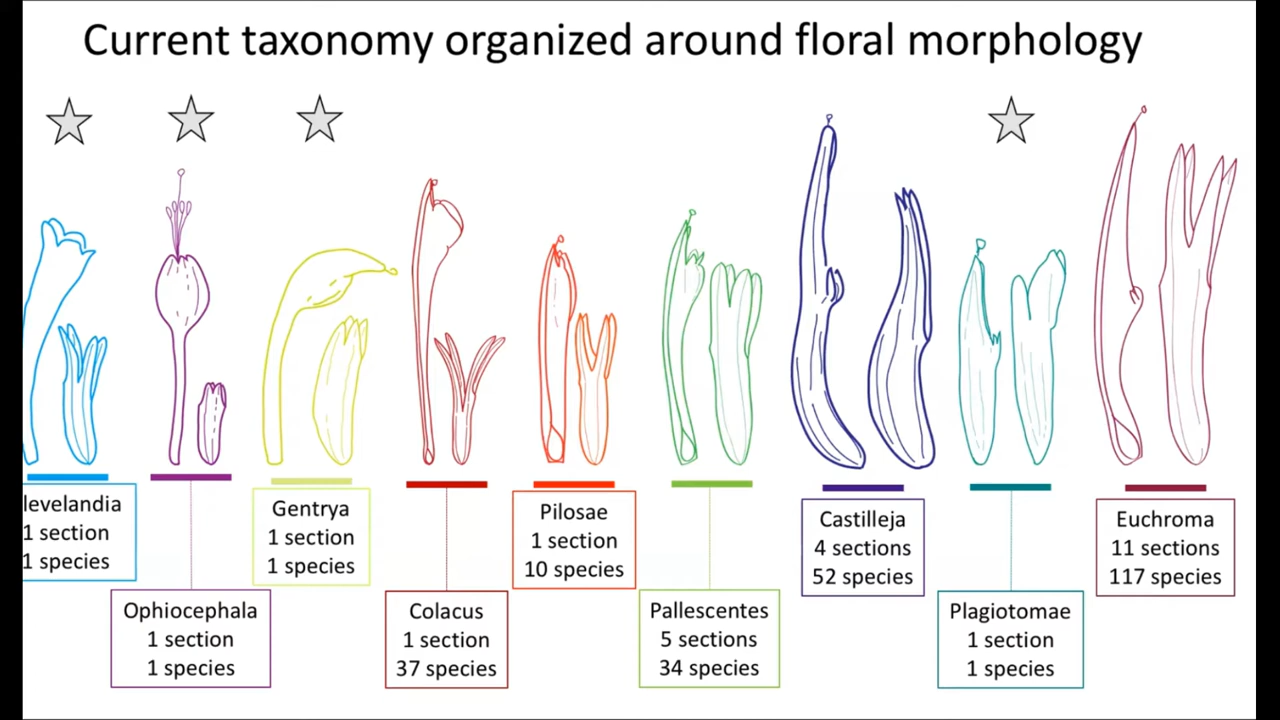 Current taxonomy organized around floral morphology
levelandia
1 section
1 species
Ophiocephala
1 section
1 species
Gentrya
1 section
1 species
Colacus
1 section
37 species
Pilosae
1 section
10 species
Pallescentes
5 sections
34 species
Castilleja
4 sections
52 species
Plagiotomae
1 section
1 species
Euchroma
11 sections
117 species